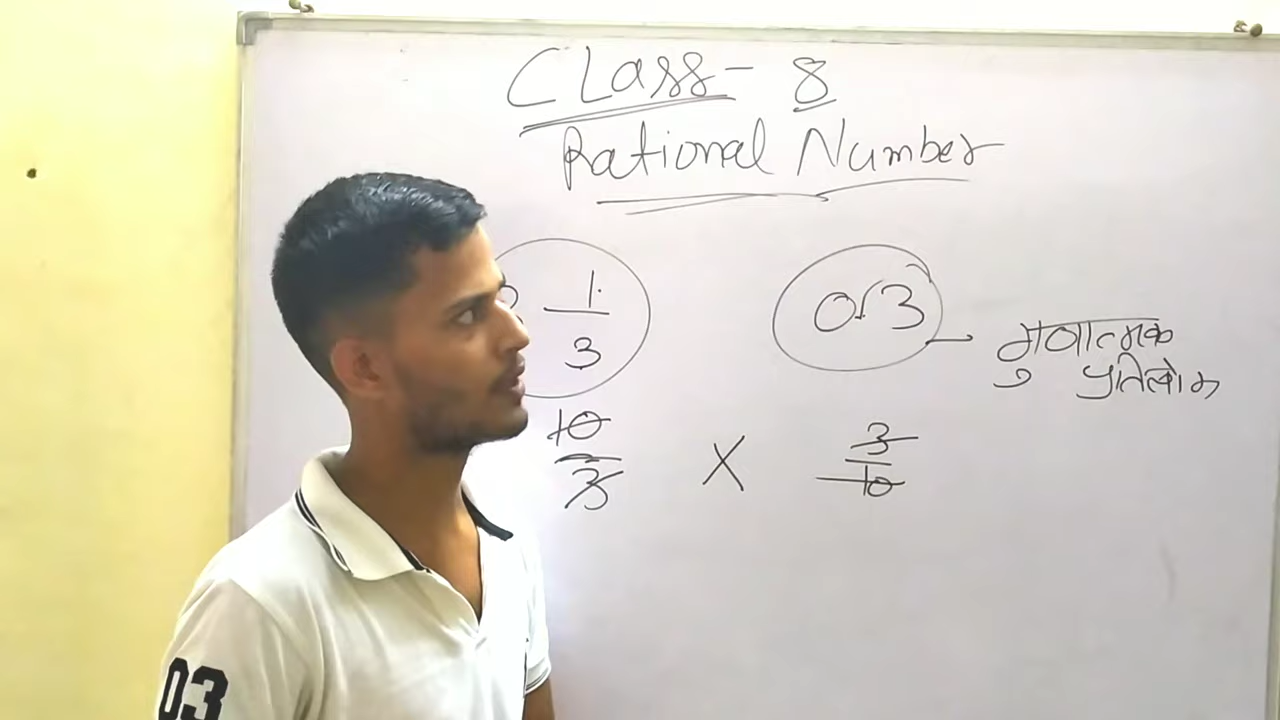 Class - 8
Rational Number
1/3
0.3
गुणात्मक
प्रतिलोम
10/3 X 3/10
03